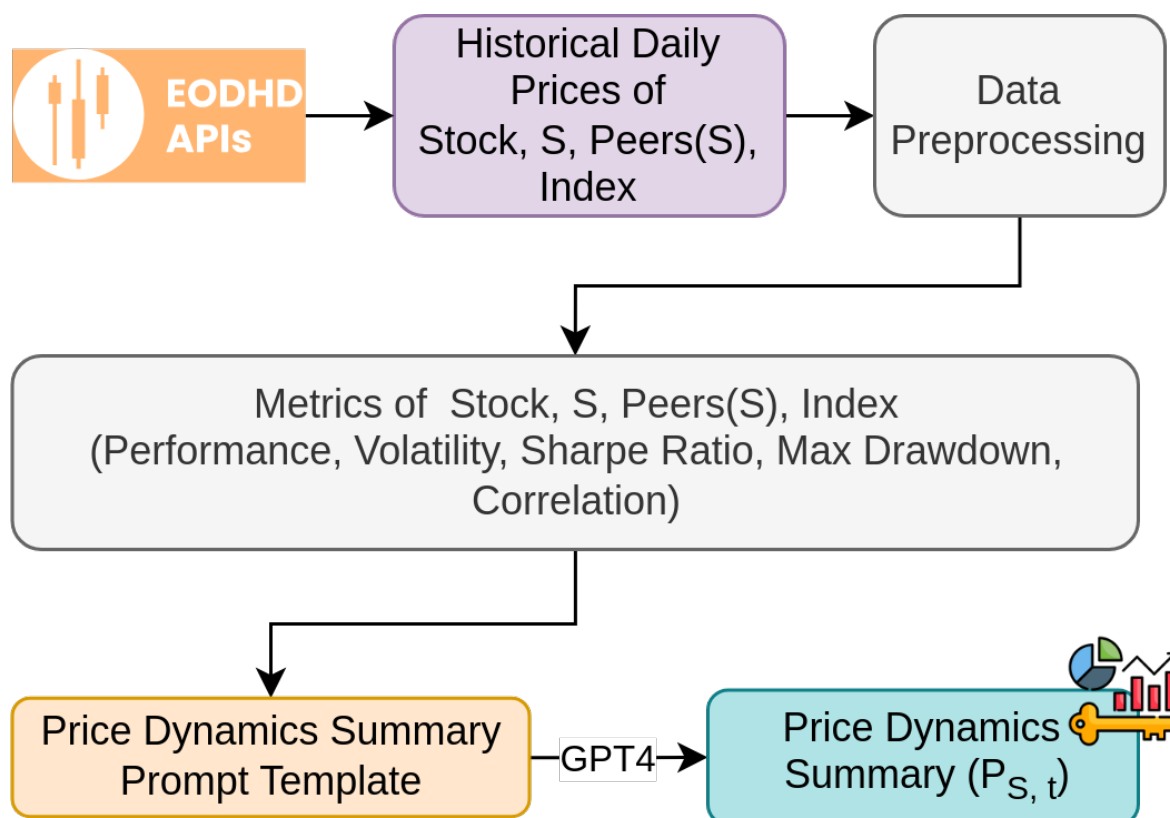 EODHD
APIs
Historical Daily
Prices of
Stock, S, Peers(S),
Index
Data
Preprocessing
Metrics of  Stock, S, Peers(S), Index
(Performance, Volatility, Sharpe Ratio, Max Drawdown,
Correlation)
Price Dynamics Summary
Prompt Template
GPT4
Price Dynamics
Summary (P_{S, t})